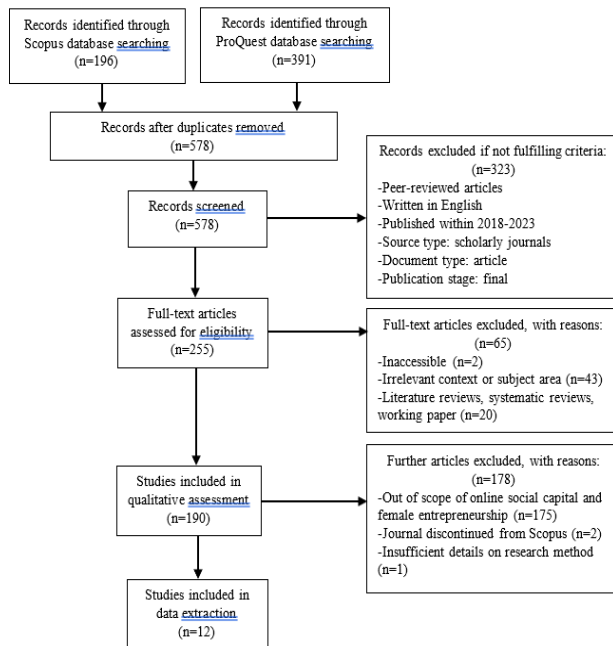 Records identified through
Scopus database searching
(n=196)
Records identified through
ProQuest database searching
(n=391)
Records after duplicates removed
(n=578)
Records screened
(n=578)
Records excluded if not fulfilling criteria:
(n=323)
-Peer-reviewed articles
-Written in English
-Published within 2018-2023
-Source type: scholarly journals
-Document type: article
-Publication stage: final
Full-text articles
assessed for eligibility
(n=255)
Full-text articles excluded, with reasons:
(n=65)
-Inaccessible (n=2)
-Irrelevant context or subject area (n=43)
-Literature reviews, systematic reviews,
working paper (n=20)
Studies included in
qualitative assessment
(n=190)
Further articles excluded, with reasons:
(n=178)
-Out of scope of online social capital and
female entrepreneurship (n=175)
-Journal discontinued from Scopus (n=2)
-Insufficient details on research method
(n=1)
Studies included in
data extraction
(n=12)